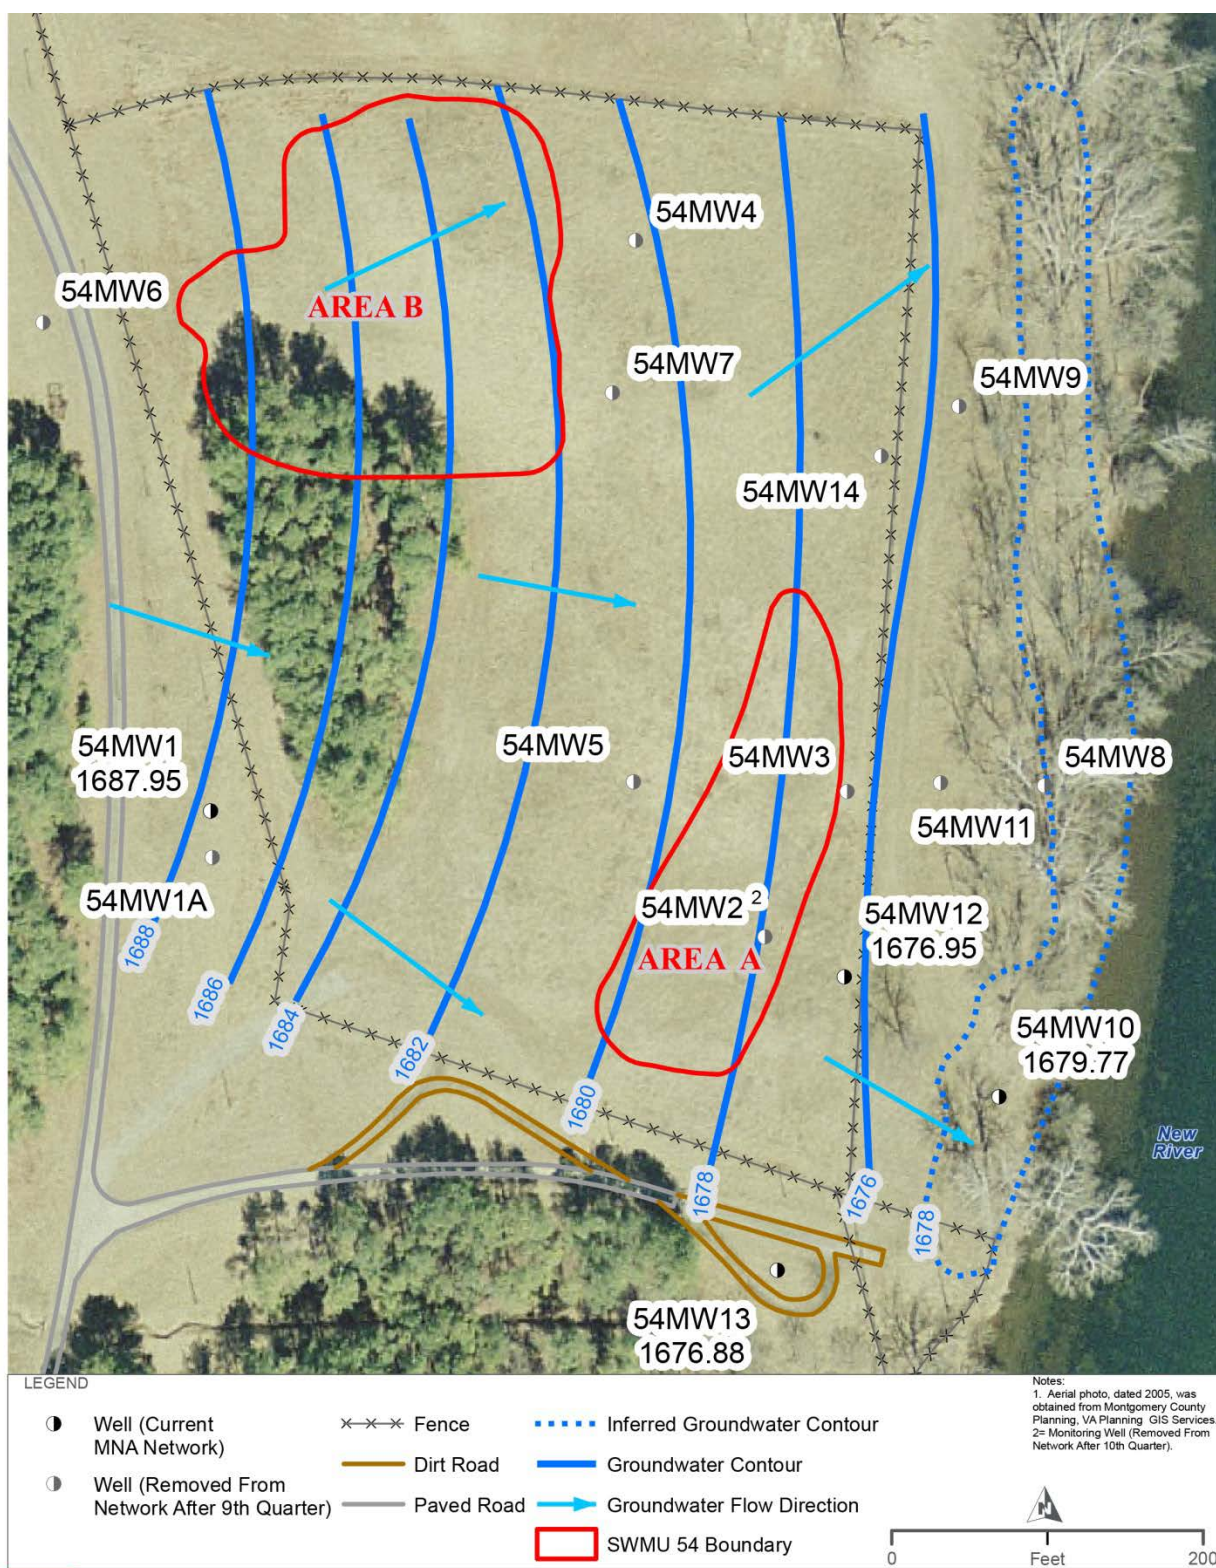 54MW4
54MW6
AREA B
54MW7
54MW9
54MW14
54MW1
1687.95
54MW5
54MW3
54MW8
54MW11
54MW1A
54MW2 2
54MW12
1676.95
AREA A
1688
1686
1684
1682
1680
1678
1676
1678
54MW10
1679.77
New
River
54MW13
1676.88
LEGEND
Well (Current
MNA Network)
Well (Removed From
Network After 9th Quarter)
Fence
Dirt Road
Paved Road
Inferred Groundwater Contour
Groundwater Contour
Groundwater Flow Direction
SWMU 54 Boundary
Notes:
1. Aerial photo, dated 2005, was
obtained from Montgomery County
Planning, VA Planning GIS Services.
2= Monitoring Well (Removed From
Network After 10th Quarter).
N
0 Feet 200